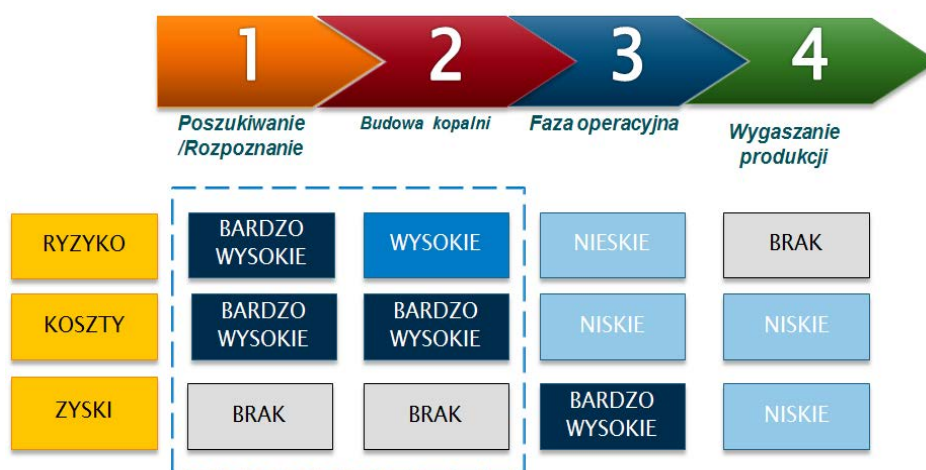 1 2 3 4
Poszukiwanie
/Rozpoznanie
Budowa kopalni
Faza operacyjna
Wygaszanie
produkcji
RYZYKO
BARDZO
WYSOKIE
WYSOKIE
NIESKIE
BRAK
KOSZTY
BARDZO
WYSOKIE
BARDZO
WYSOKIE
NISKIE
NISKIE
ZYSKI
BRAK
BRAK
BARDZO
WYSOKIE
NISKIE